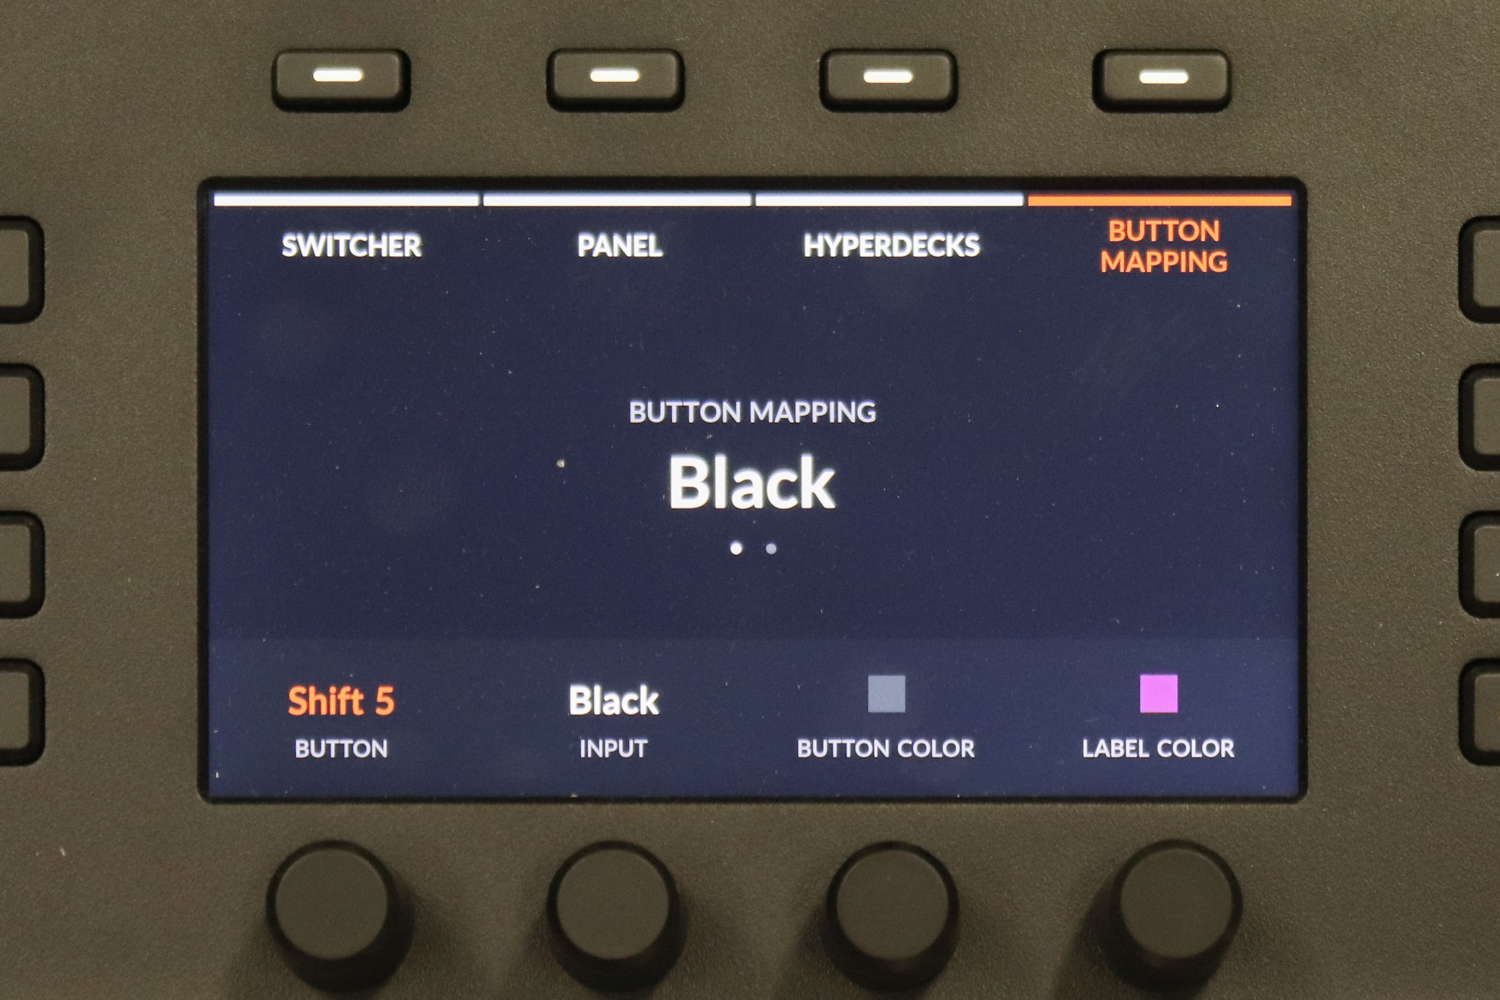 SWITCHER
PANEL
HYPERDECKS
BUTTON
MAPPING
BUTTON MAPPING
Black
Shift 5
Black
BUTTON
INPUT
BUTTON COLOR
LABEL COLOR